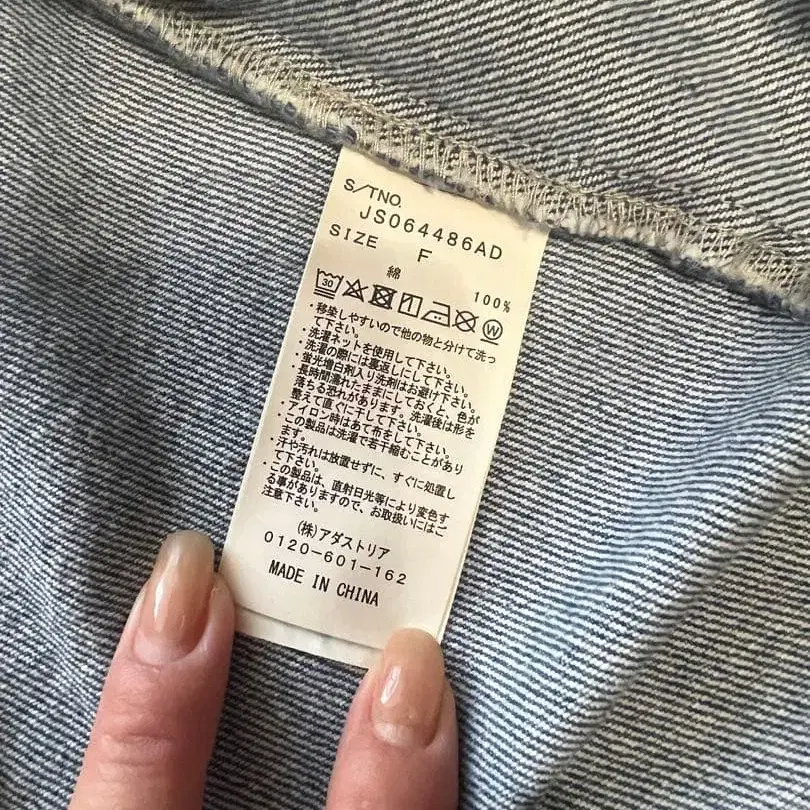 S/TNO.
JS064486AD
SIZE F
綿 100%
30 W
・移染しやすいので他の物と分けて洗っ
て下さい。
・洗濯ネットを使用して下さい。
・洗濯の際には裏返しにして下さい。
・蛍光増白剤入り洗剤はお避け下さい。
・長時間濡れたままにしておくと、色が
落ちる恐れがあります。洗濯後は形を
整えて直ぐに干して下さい。
・アイロン時はあて布をして下さい。
・この製品は洗濯で若干縮むことがあり
ます。
・汗や汚れは放置せずに、すぐに処置し
て下さい。
・この製品は、直射日光等により変色す
る事がありますので、お取扱いにはご
注意下さい。
(株)アダストリア
0120-601-162
MADE IN CHINA